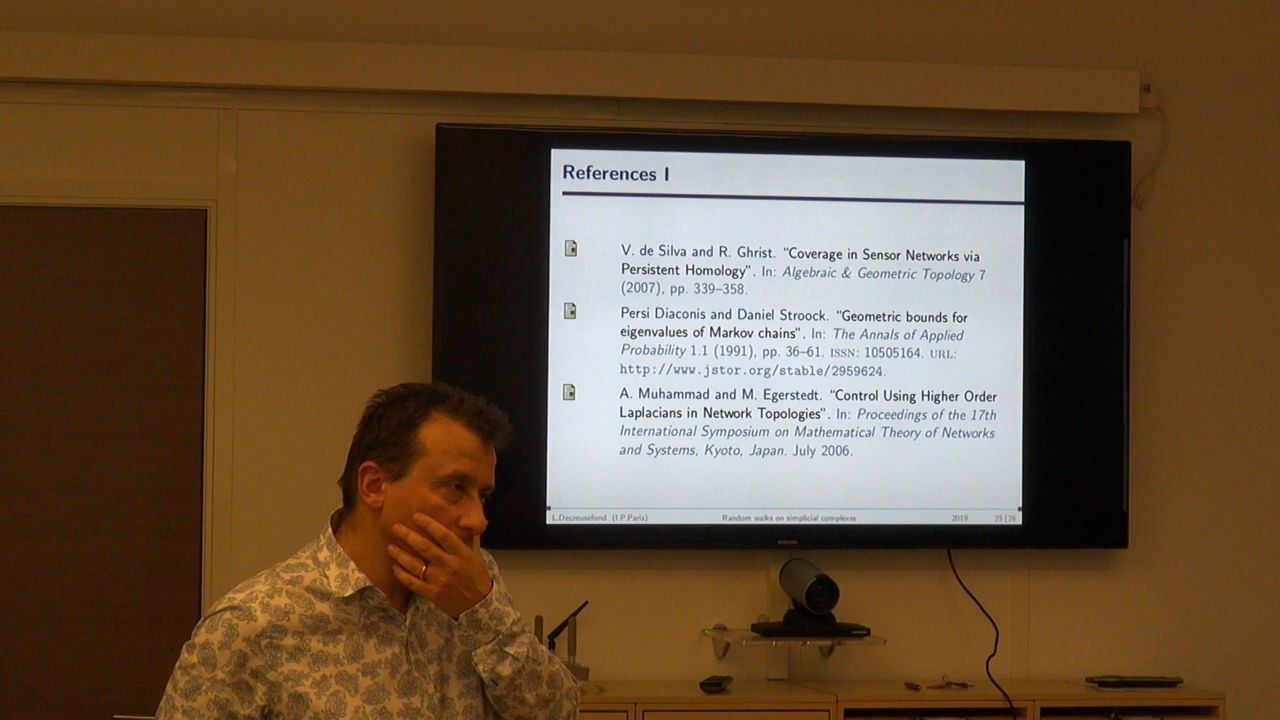 References I
V. de Silva and R. Ghrist. "Coverage in Sensor Networks via
Persistent Homology". In: Algebraic & Geometric Topology 7
(2007), pp. 339–358.
Persi Diaconis and Daniel Stroock. "Geometric bounds for
eigenvalues of Markov chains". In: The Annals of Applied
Probability 1.1 (1991), pp. 36–61. ISSN: 10505164. URL:
http://www.jstor.org/stable/2959624.
A. Muhammad and M. Egerstedt. "Control Using Higher Order
Laplacians in Network Topologies". In: Proceedings of the 17th
International Symposium on Mathematical Theory of Networks
and Systems, Kyoto, Japan. July 2006.
L.Decreusefond (I.P.Paris) Random walks on simplicial complexes 2019 25 | 26
SAMSUNG